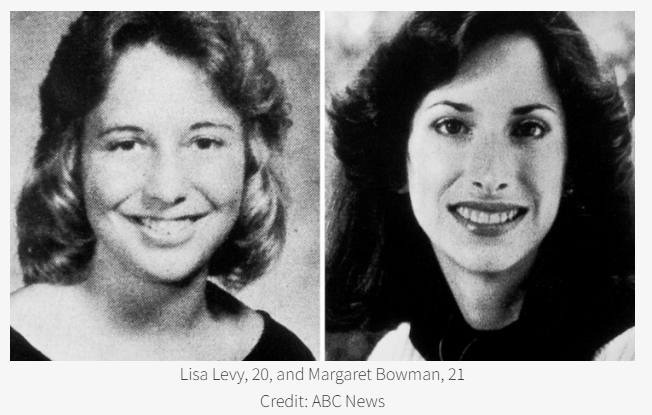 Lisa Levy, 20, and Margaret Bowman, 21
Credit: ABC News